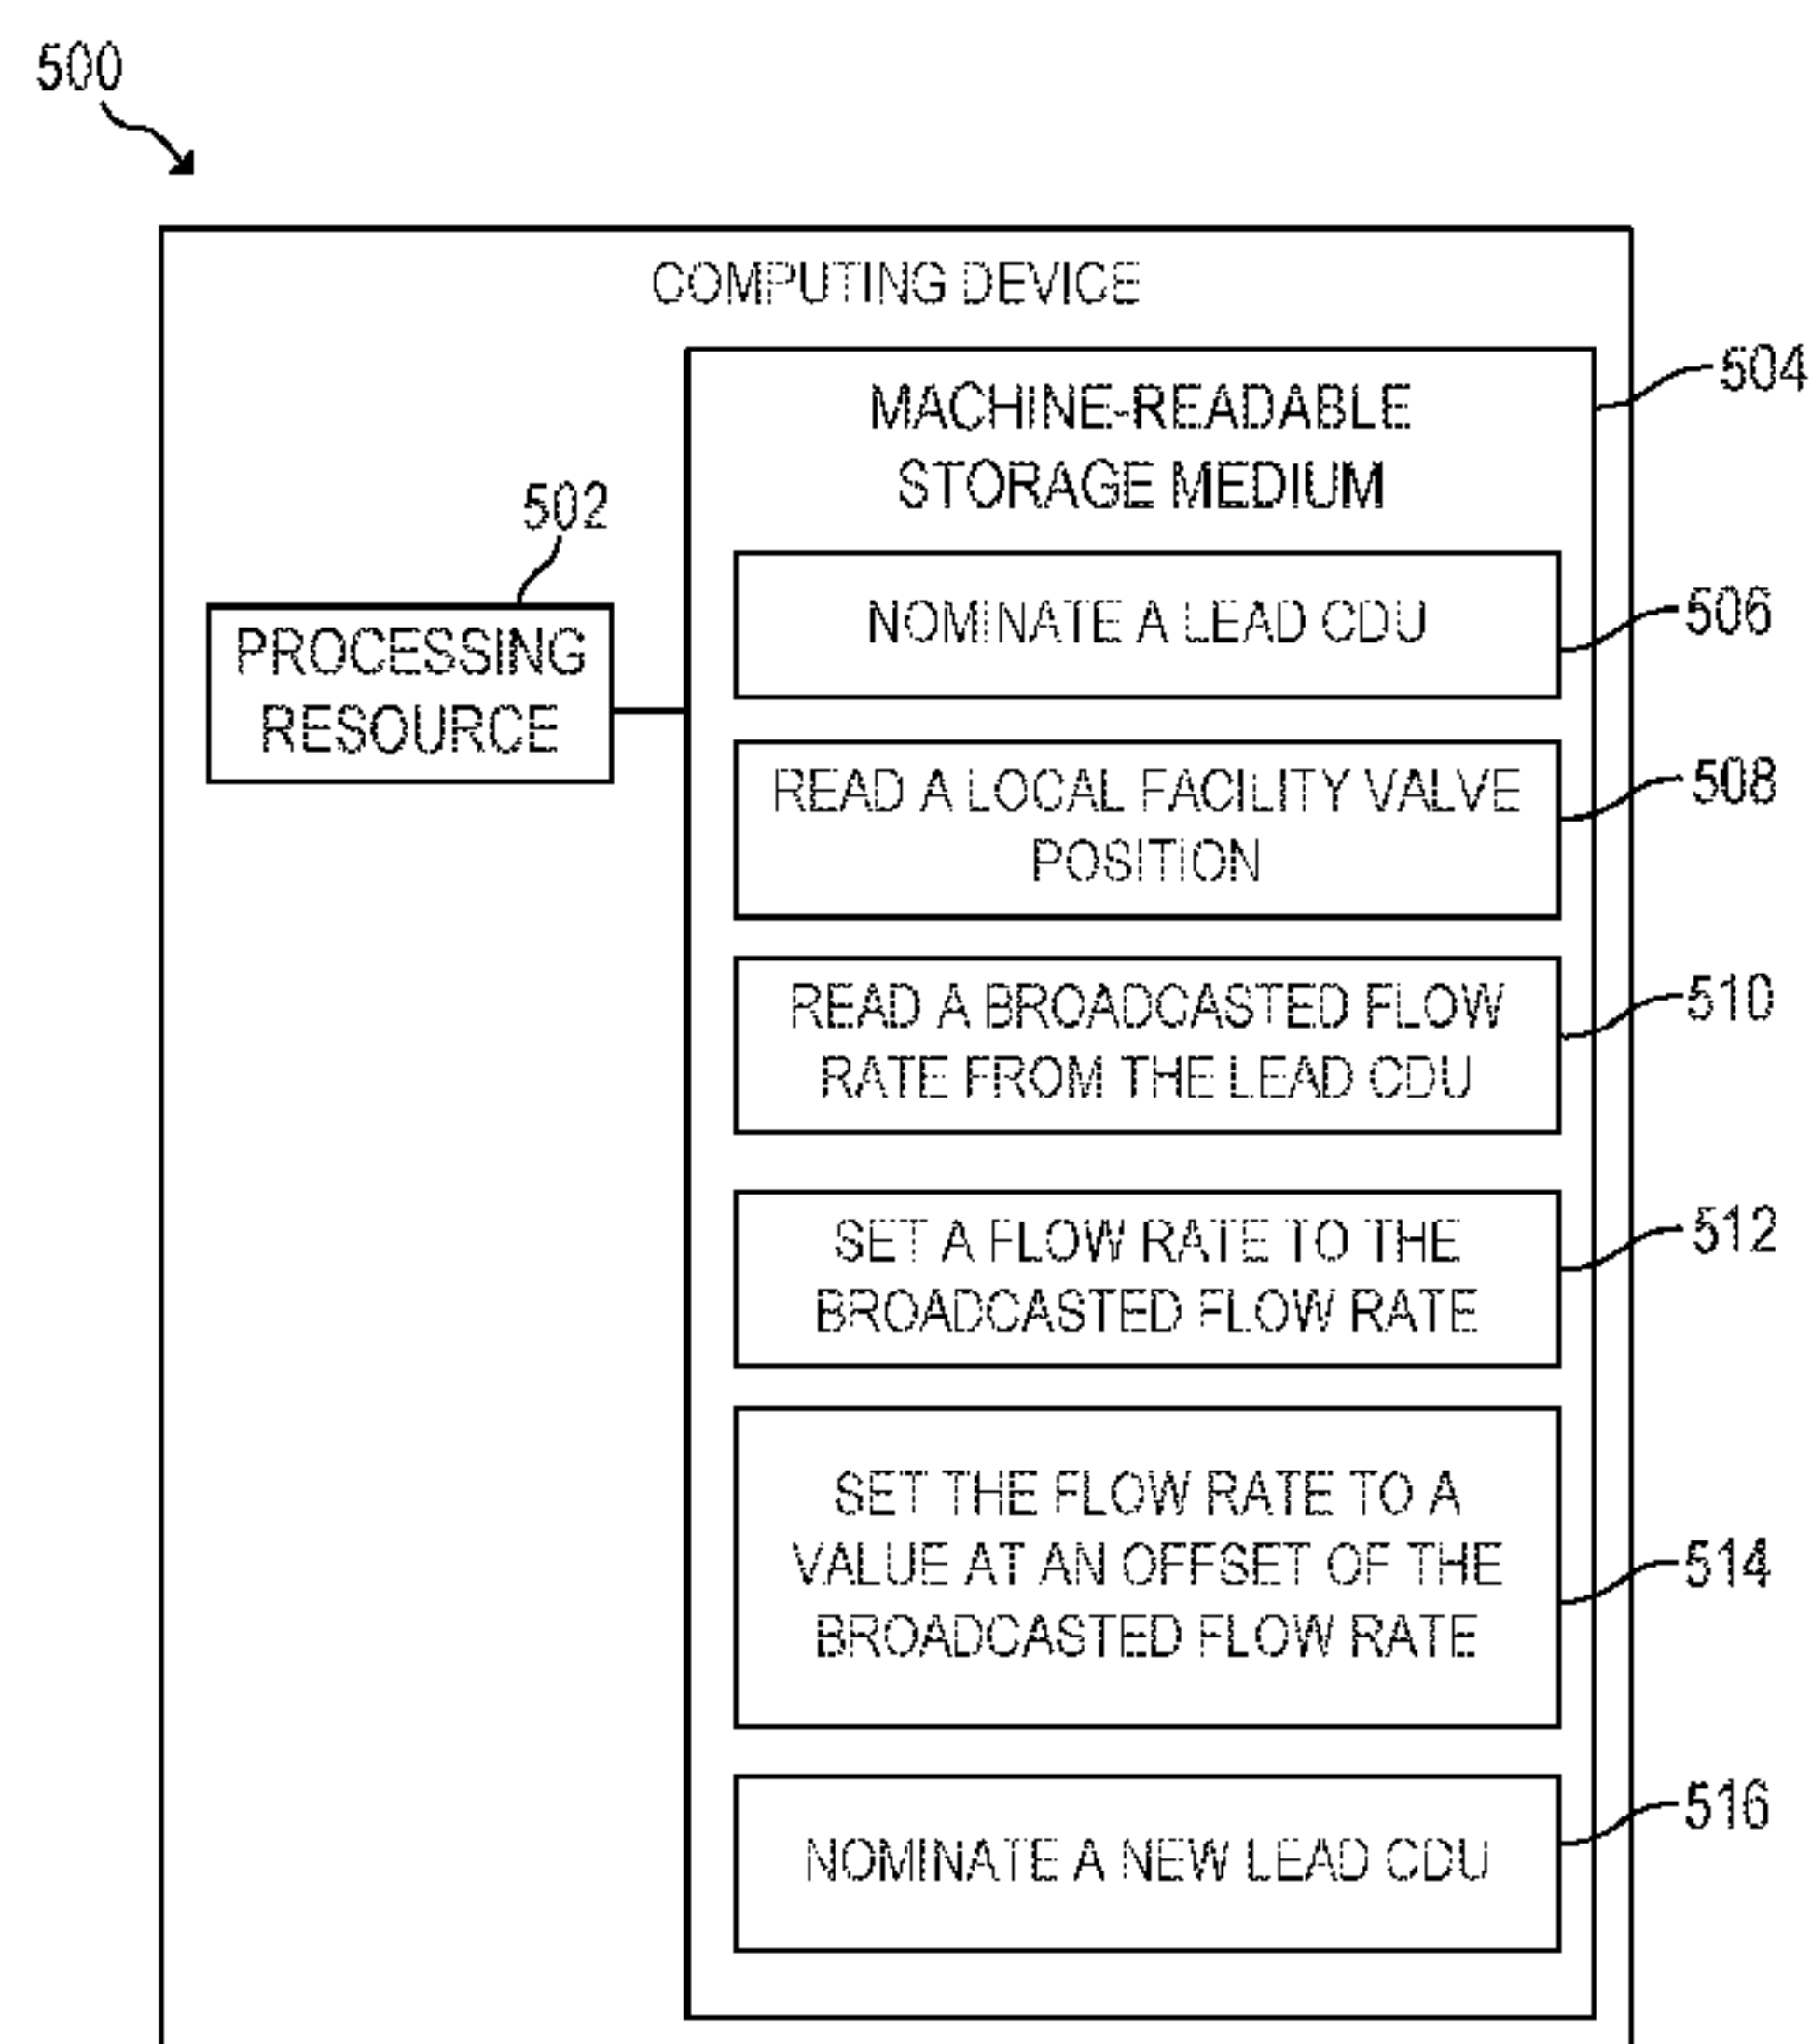 500
COMPUTING DEVICE
504
MACHINE-READABLE
STORAGE MEDIUM
502
PROCESSING
RESOURCE
NOMINATE A LEAD CDU
506
READ A LOCAL FACILITY VALVE
POSITION
508
READ A BROADCASTED FLOW
RATE FROM THE LEAD CDU
510
SET A FLOW RATE TO THE
BROADCASTED FLOW RATE
512
SET THE FLOW RATE TO A
VALUE AT AN OFFSET OF THE
BROADCASTED FLOW RATE
514
NOMINATE A NEW LEAD CDU
516